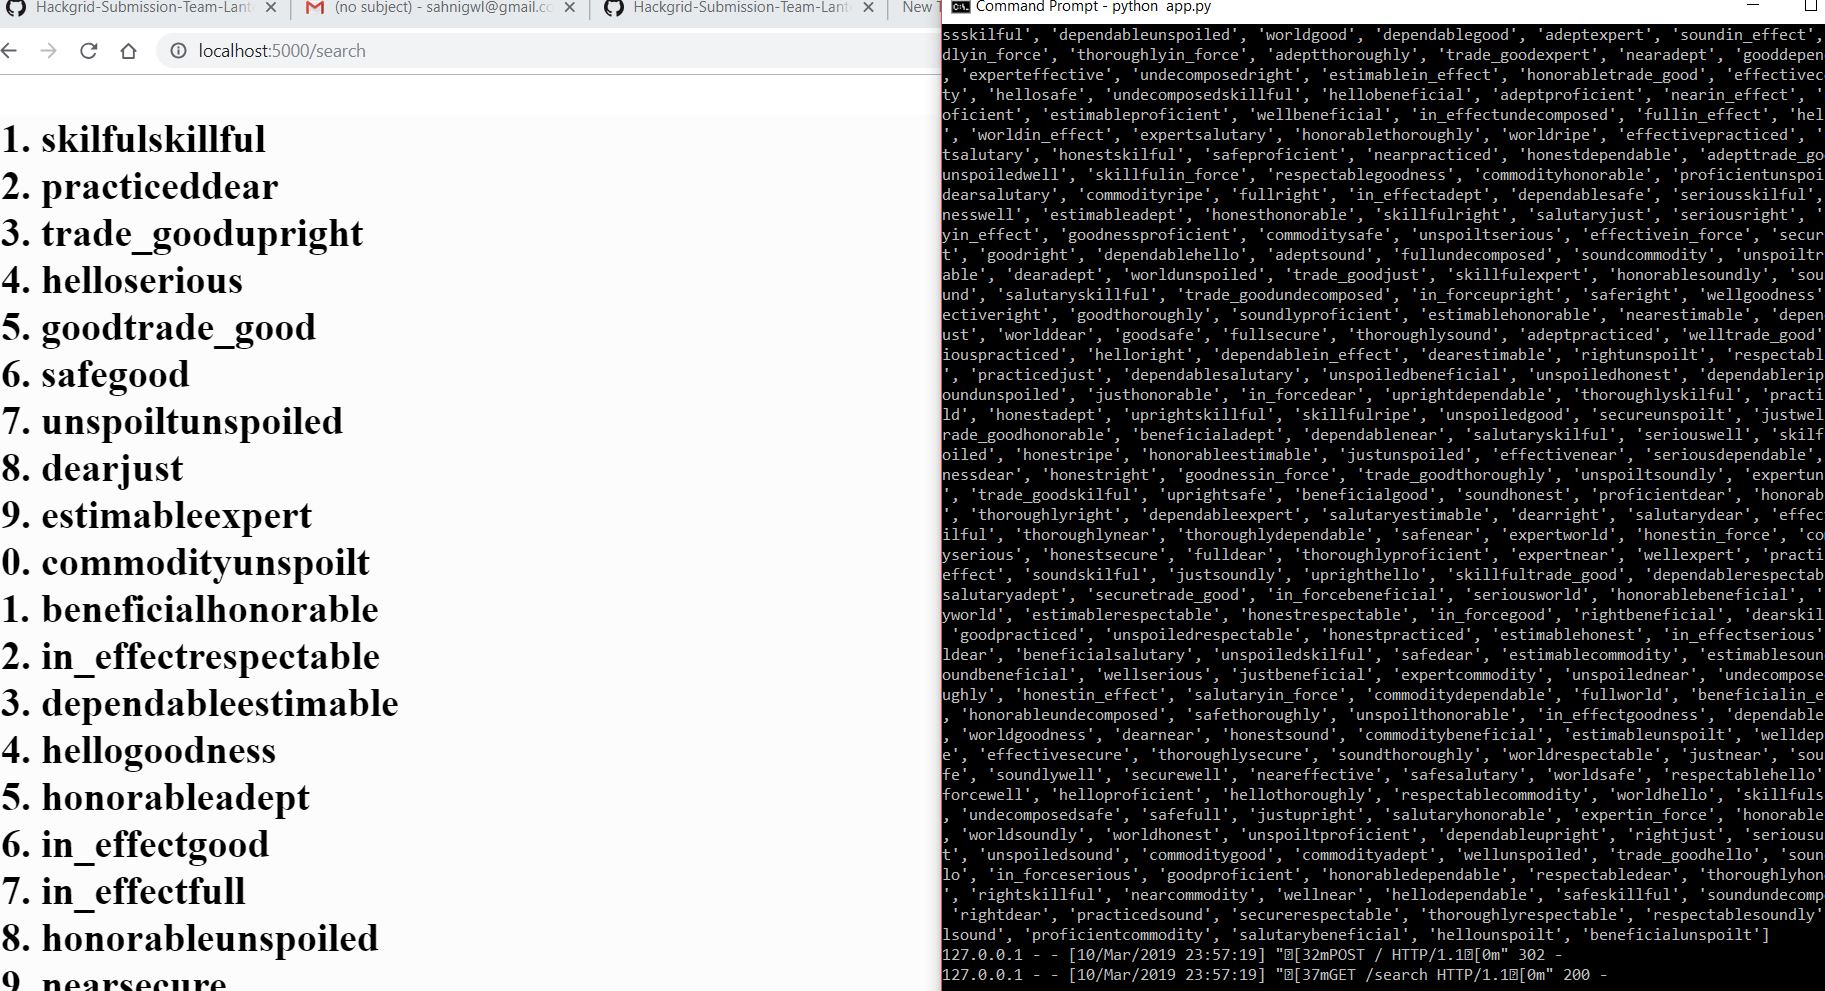 Hackgrid-Submission-Team-Lant
(no subject) - sahnigwl@gmail.co
Hackgrid-Submission-Team-Lant
New T
localhost:5000/search
1. skilfulskillful
2. practiceddear
3. trade_goodupright
4. helloserious
5. goodtrade_good
6. safegood
7. unspoiltunspoiled
8. dearjust
9. estimableexpert
0. commodityunspoilt
1. beneficialhonorable
2. in_effectrespectable
3. dependableestimable
4. hellogoodness
5. honorableadept
6. in_effectgood
7. in_effectfull
8. honorableunspoiled
9. nearsecure
Command Prompt - python  app.py
ssskilful', 'dependableunspoiled', 'worldgood', 'dependablegood', 'adeptexpert', 'soundin_effect',
dlyin_force', 'thoroughlyin_force', 'adeptthoroughly', 'trade_goodexpert', 'nearadept', 'gooddepen
, 'experteffective', 'undecomposedright', 'estimablein_effect', 'honorabletrade_good', 'effectivec
ty', 'hellosafe', 'undecomposedskillful', 'hellobeneficial', 'adeptproficient', 'nearin_effect', '
oficient', 'estimableproficient', 'wellbeneficial', 'in_effectundecomposed', 'fullin_effect', 'hel
', 'worldin_effect', 'expertsalutary', 'honorablethoroughly', 'worldripe', 'effectivepracticed', '
tsalutary', 'honestskilful', 'safeproficient', 'nearpracticed', 'honestdependable', 'adepttrade_go
unspoiledwell', 'skillfulin_force', 'respectablegoodness', 'commodityhonorable', 'proficientunspoi
dearsalutary', 'commodityripe', 'fullright', 'in_effectadept', 'dependablesafe', 'seriousskilful',
nesswell', 'estimableadept', 'honesthonorable', 'skillfulright', 'salutaryjust', 'seriousright', '
yin_effect', 'goodnessproficient', 'commoditysafe', 'unspoiltserious', 'effectivein_force', 'secur
t', 'goodright', 'dependablehello', 'adeptsound', 'fullundecomposed', 'soundcommodity', 'unspoiltr
able', 'dearadept', 'worldunspoiled', 'trade_goodjust', 'skillfulexpert', 'honorablesoundly', 'sou
und', 'salutaryskillful', 'trade_goodundecomposed', 'in_forceupright', 'saferight', 'wellgoodness'
ectiveright', 'goodthoroughly', 'soundlyproficient', 'estimablehonorable', 'nearestimable', 'depen
ust', 'worlddear', 'goodsafe', 'fullsecure', 'thoroughlysound', 'adeptpracticed', 'welltrade_good'
iouspracticed', 'helloright', 'dependablein_effect', 'dearestimable', 'rightunspoilt', 'respectabl
, 'practicedjust', 'dependablesalutary', 'unspoiledbeneficial', 'unspoiledhonest', 'dependablerip
oundunspoiled', 'justhonorable', 'in_forcedear', 'uprightdependable', 'thoroughlyskilful', 'practi
ld', 'honestadept', 'uprightskillful', 'skillfulripe', 'unspoiledgood', 'secureunspoilt', 'justwel
rade_goodhonorable', 'beneficialadept', 'dependablenear', 'salutaryskilful', 'seriouswell', 'skilf
oiled', 'honestripe', 'honorableestimable', 'justunspoiled', 'effectivenear', 'seriousdependable',
nessdear', 'honestright', 'goodnessin_force', 'trade_goodthoroughly', 'unspoiltsoundly', 'expertun
', 'trade_goodskilful', 'uprightsafe', 'beneficialgood', 'soundhonest', 'proficientdear', 'honorab
', 'thoroughlyright', 'dependableexpert', 'salutaryestimable', 'dearright', 'salutarydear', 'effec
ilful', 'thoroughlynear', 'thoroughlydependable', 'safenear', 'expertworld', 'honestin_force', 'co
yserious', 'honestsecure', 'fulldear', 'thoroughlyproficient', 'expertnear', 'wellexpert', 'practi
effect', 'soundskilful', 'justsoundly', 'uprighthello', 'skillfultrade_good', 'dependablerespectab
salutaryadept', 'securetrade_good', 'in_forcebeneficial', 'seriousworld', 'honorablebeneficial', '
yworld', 'estimablerespectable', 'honestrespectable', 'in_forcegood', 'rightbeneficial', 'dearskil
'goodpracticed', 'unspoiledrespectable', 'honestpracticed', 'estimablehonest', 'in_effectserious'
ldear', 'beneficialsalutary', 'unspoiledskilful', 'safedear', 'estimablecommodity', 'estimablesoun
oundbeneficial', 'wellserious', 'justbeneficial', 'expertcommodity', 'unspoilednear', 'undecompose
ughly', 'honestin_effect', 'salutaryin_force', 'commoditydependable', 'fullworld', 'beneficialin_e
, 'honorableundecomposed', 'safethoroughly', 'unspoilthonorable', 'in_effectgoodness', 'dependable
, 'worldgoodness', 'dearnear', 'honestsound', 'commoditybeneficial', 'estimableunspoilt', 'welldep
e', 'effectivesecure', 'thoroughlysecure', 'soundthoroughly', 'worldrespectable', 'justnear', 'sou
fe', 'soundlywell', 'securewell', 'neareffective', 'safesalutary', 'worldsafe', 'respectablehello'
forcewell', 'helloproficient', 'hellothoroughly', 'respectablecommodity', 'worldhello', 'skillfuls
, 'undecomposedsafe', 'safefull', 'justupright', 'salutaryhonorable', 'expertin_force', 'honorable
, 'worldsoundly', 'worldhonest', 'unspoiltproficient', 'dependableupright', 'rightjust', 'seriousu
t', 'unspoiledsound', 'commoditygood', 'commodityadept', 'wellunspoiled', 'trade_goodhello', 'soun
lo', 'in_forceserious', 'goodproficient', 'honorabledependable', 'respectabledear', 'thoroughlyhon
', 'rightskillful', 'nearcommodity', 'wellnear', 'hellodependable', 'safeskillful', 'soundundecomp
'rightdear', 'practicedsound', 'securerespectable', 'thoroughlyrespectable', 'respectablesoundly'
lsound', 'proficientcommodity', 'salutarybeneficial', 'hellounspoilt', 'beneficialunspoilt']
127.0.0.1 - - [10/Mar/2019 23:57:19] "[32mPOST / HTTP/1.1[0m" 302 -
127.0.0.1 - - [10/Mar/2019 23:57:19] "[37mGET /search HTTP/1.1[0m" 200 -